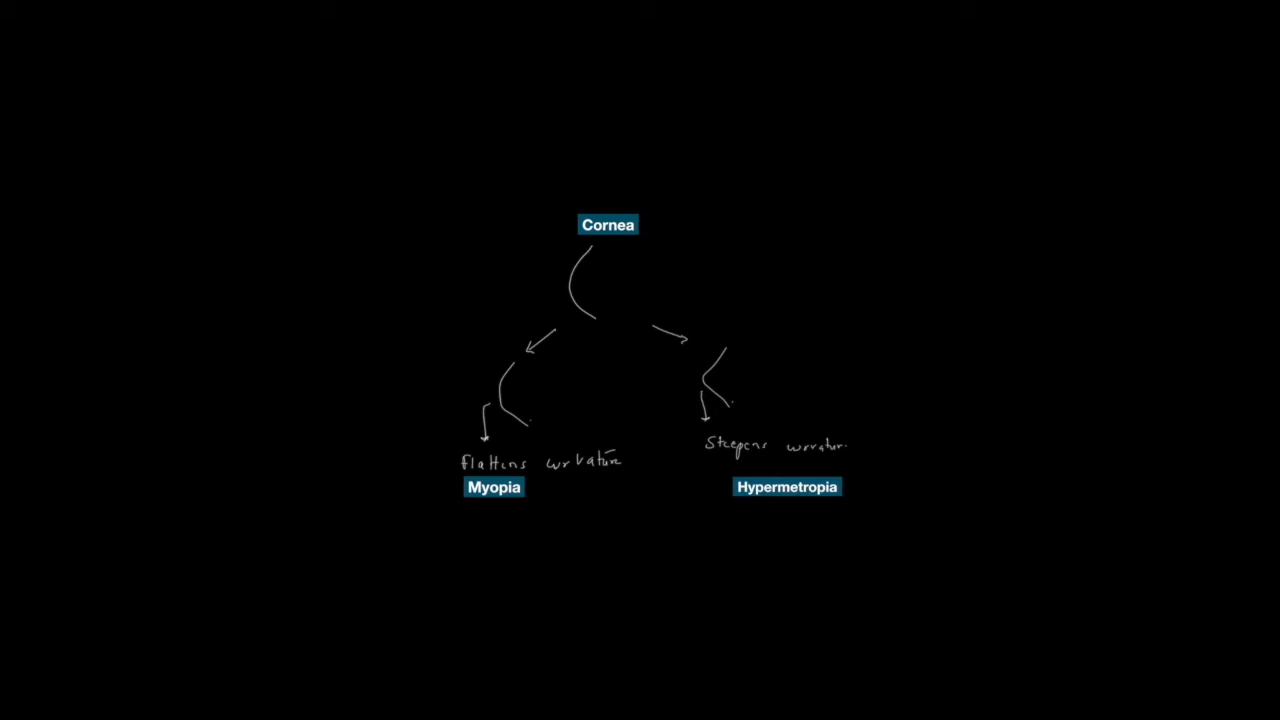 Cornea
Steepens curvature
Flattens curvature
Myopia
Hypermetropia